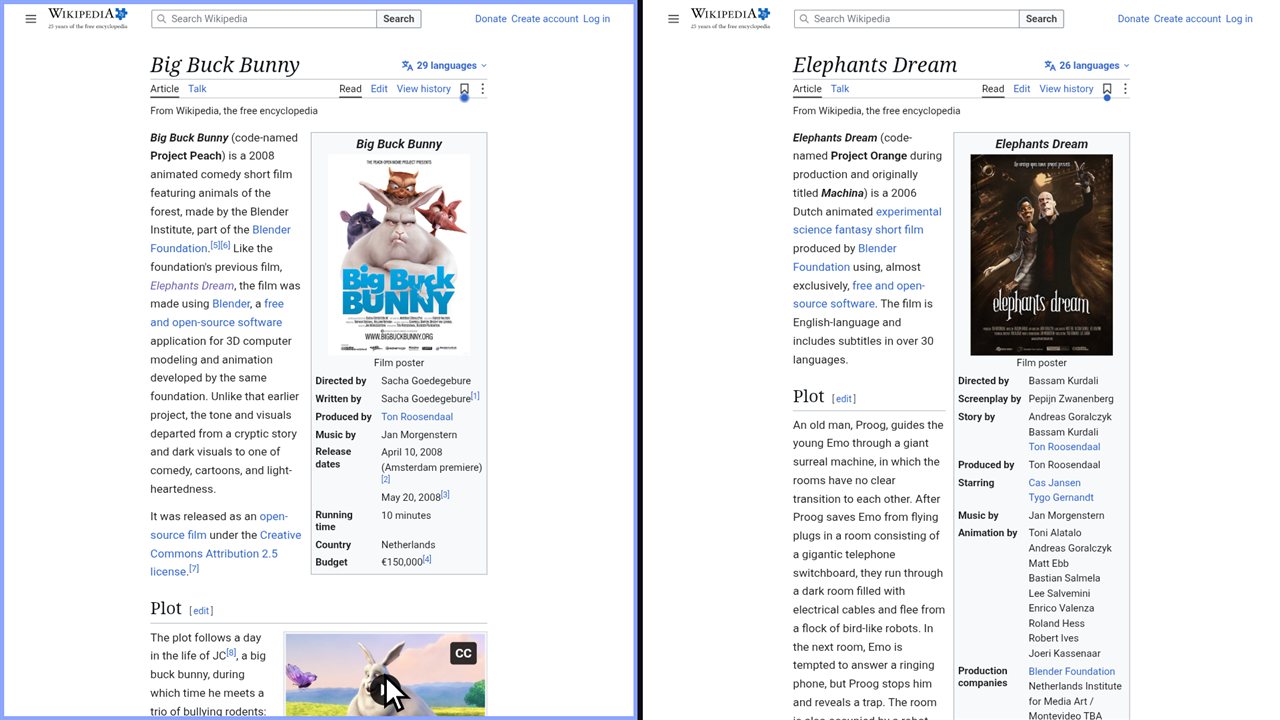 WIKIPEDIA
25 years of the free encyclopedia
Search Wikipedia
Search
Donate Create account Log in
Big Buck Bunny
29 languages
Article Talk
Read Edit View history
From Wikipedia, the free encyclopedia
Big Buck Bunny (code-named
Project Peach) is a 2008
animated comedy short film
featuring animals of the
forest, made by the Blender
Institute, part of the Blender
Foundation.[5][6] Like the
foundation's previous film,
Elephants Dream, the film was
made using Blender, a free
and open-source software
application for 3D computer
modeling and animation
developed by the same
foundation. Unlike that earlier
project, the tone and visuals
departed from a cryptic story
and dark visuals to one of
comedy, cartoons, and light-
heartedness.
It was released as an open-
source film under the Creative
Commons Attribution 2.5
license.[7]
Big Buck Bunny
THE PEACH OPEN MOVIE PROJECT PRESENTS
Big Buck
BUNNY
WWW.BIGBUCKBUNNY.ORG
Film poster
Directed by Sacha Goedegebure
Written by Sacha Goedegebure[1]
Produced by Ton Roosendaal
Music by Jan Morgenstern
Release dates April 10, 2008
(Amsterdam premiere)
[2]
May 20, 2008[3]
Running time 10 minutes
Country Netherlands
Budget €150,000[4]
Plot [edit]
The plot follows a day
in the life of JC[8], a big
buck bunny, during
which time he meets a
trio of bullying rodents:
CC
WIKIPEDIA
25 years of the free encyclopedia
Search Wikipedia
Search
Donate Create account Log in
Elephants Dream
26 languages
Article Talk
Read Edit View history
From Wikipedia, the free encyclopedia
Elephants Dream (code-
named Project Orange during
production and originally
titled Machina) is a 2006
Dutch animated experimental
science fantasy short film
produced by Blender
Foundation using, almost
exclusively, free and open-
source software. The film is
English-language and
includes subtitles in over 30
languages.
Plot [edit]
An old man, Proog, guides the
young Emo through a giant
surreal machine, in which the
rooms have no clear
transition to each other. After
Proog saves Emo from flying
plugs in a room consisting of
a gigantic telephone
switchboard, they run through
a dark room filled with
electrical cables and flee from
a flock of bird-like robots. In
the next room, Emo is
tempted to answer a ringing
phone, but Proog stops him
and reveals a trap. The room
is also occupied by a robot
Elephants Dream
elephants dream
Film poster
Directed by Bassam Kurdali
Screenplay by Pepijn Zwanenberg
Story by Andreas Goralczyk
Bassam Kurdali
Ton Roosendaal
Produced by Ton Roosendaal
Starring Cas Jansen
Tygo Gernandt
Music by Jan Morgenstern
Animation by Toni Alatalo
Andreas Goralczyk
Matt Ebb
Bastian Salmela
Lee Salvemini
Enrico Valenza
Roland Hess
Robert Ives
Joeri Kassenaar
Production companies Blender Foundation
Netherlands Institute
for Media Art /
Montevideo TBA